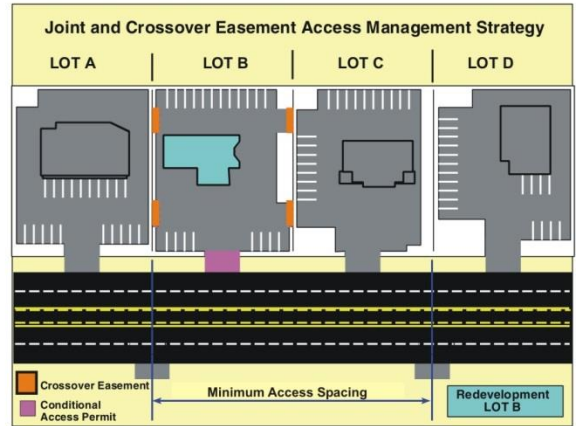 Joint and Crossover Easement Access Management Strategy
LOT A
LOT B
LOT C
LOT D
Crossover Easement
Conditional
Access Permit
Minimum Access Spacing
Redevelopment
LOT B